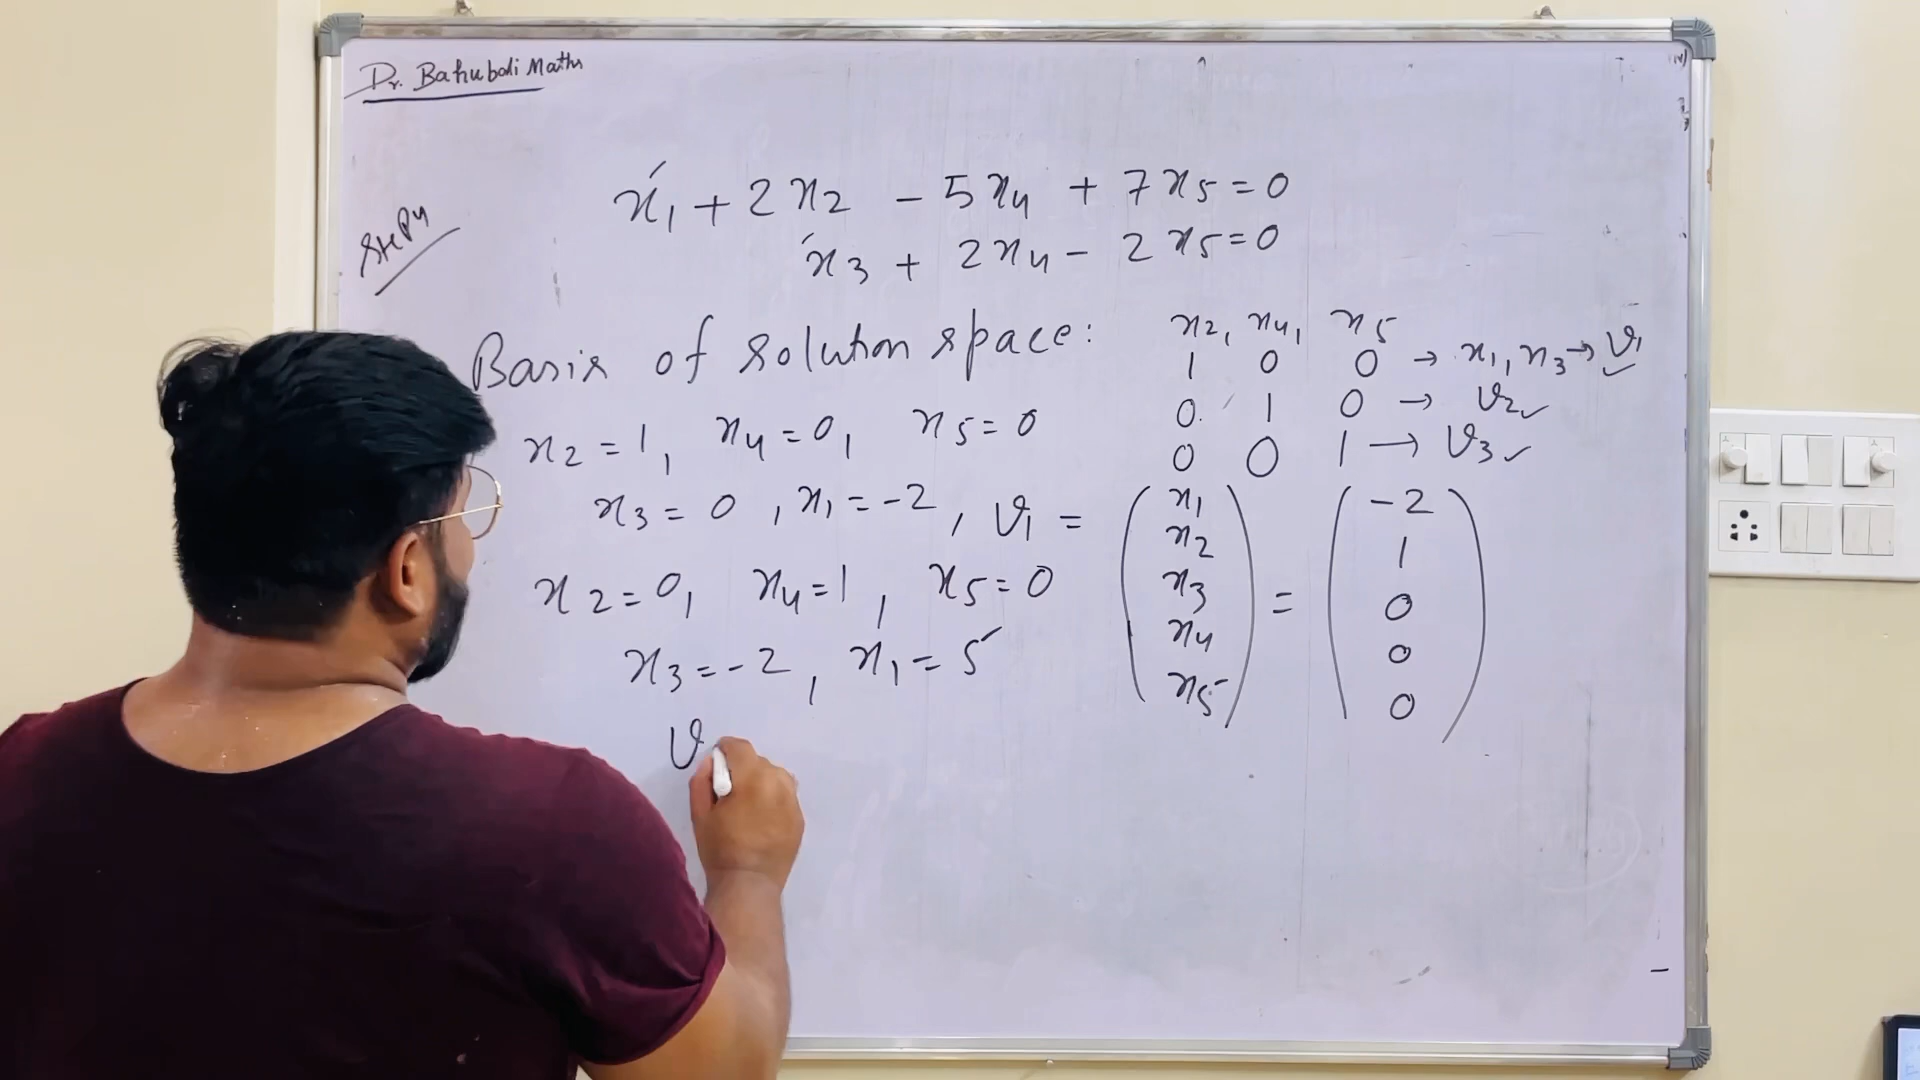 Dr. Bahubali Maths
Step 4
x₁ + 2x₂ - 5x₄ + 7x₅ = 0
x₃ + 2x₄ - 2x₅ = 0
Basis of solution space:
x₂, x₄, x₅
1 0 0 → x₁, x₃ → v₁ ✓
0 1 0 → v₂ ✓
0 0 1 → v₃ ✓
x₂ = 1, x₄ = 0, x₅ = 0
x₃ = 0, x₁ = -2, v₁ =
x₁
x₂
x₃
x₄
x₅
=
-2
1
0
0
0
x₂ = 0, x₄ = 1, x₅ = 0
x₃ = -2, x₁ = 5
v